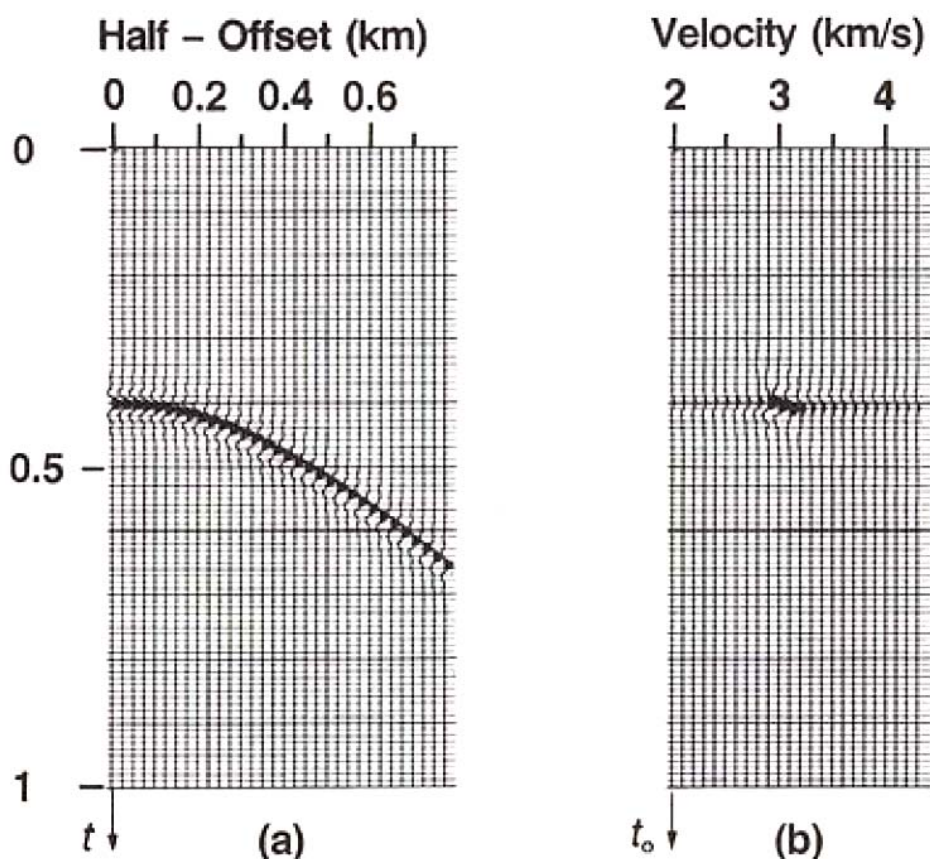 Half – Offset (km)
Velocity (km/s)
0 0.2 0.4 0.6
2 3 4
0
0.5
1
t
(a)
t₀
(b)